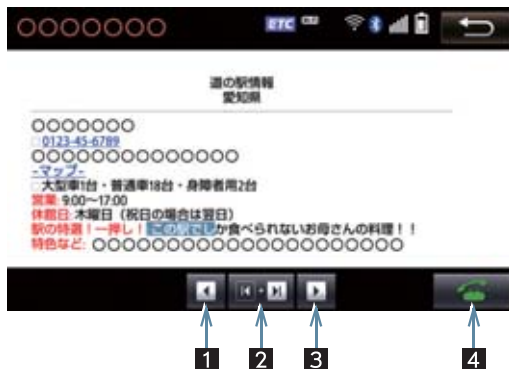 ○○○○○○○ ETC
道の駅情報
愛知県
○○○○○○○
0123-45-6789
○○○○○○○○○○○○○○
-マップ-
大型車1台・普通車18台・身障者用2台
営業: 9:00～17:00
休館日: 木曜日（祝日の場合は翌日）
駅の特選！一押し！ この駅でしか食べられないお母さんの料理！！
特色など: ○○○○○○○○○○○○○○○○○○○○○
1 2 3 4